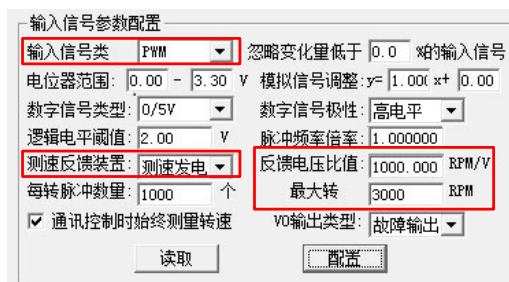 输入信号参数配置
输入信号类 PWM 忽略变化量低于 0.0 %的输入信号
电位器范围: 0.00 - 3.30 V 模拟信号调整:y= 1.00( x+ 0.00
数字信号类型: 0/5V 数字信号极性: 高电平
逻辑电平阈值: 2.00 V 脉冲频率倍率: 1.000000
测速反馈装置: 测速发电 反馈电压比值: 1000.000 RPM/V
每转脉冲数量: 1000 个 最大转 3000 RPM
通讯控制时始终测量转速 VO输出类型: 故障输出
读取 配置